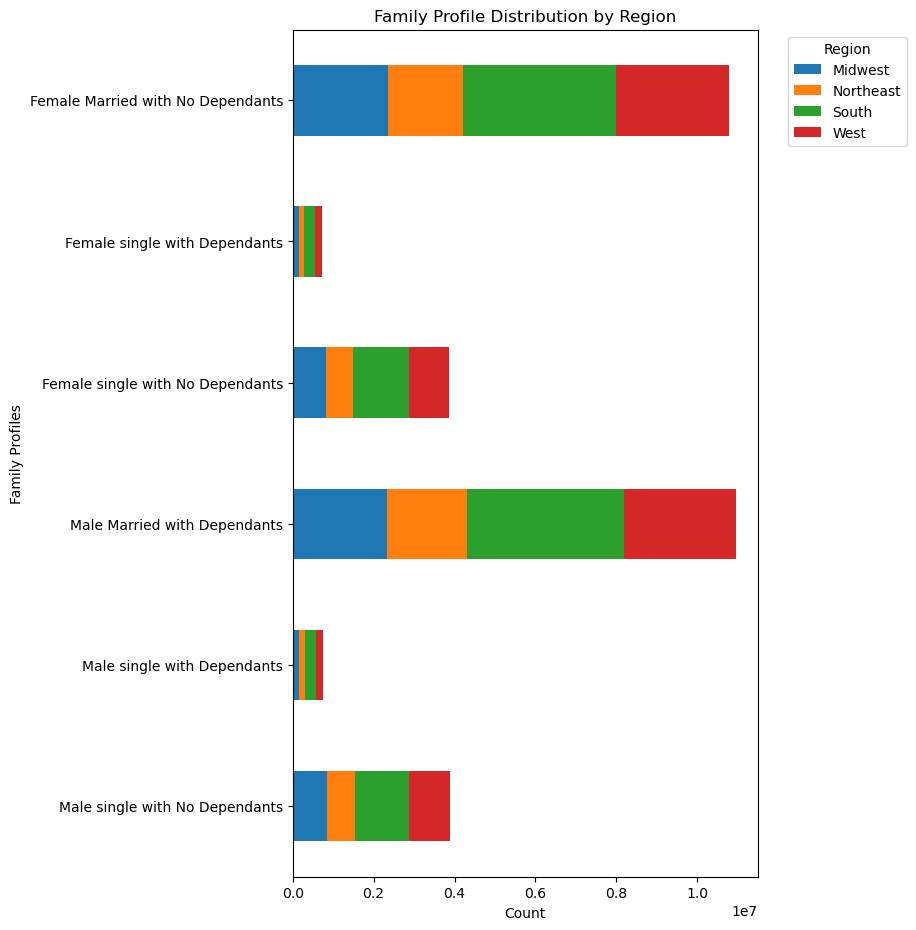 Family Profile Distribution by Region
Region
Midwest
Northeast
South
West
Family Profiles
Female Married with No Dependants
Female single with Dependants
Female single with No Dependants
Male Married with Dependants
Male single with Dependants
Male single with No Dependants
0.0 0.2 0.4 0.6 0.8 1.0
1e7
Count